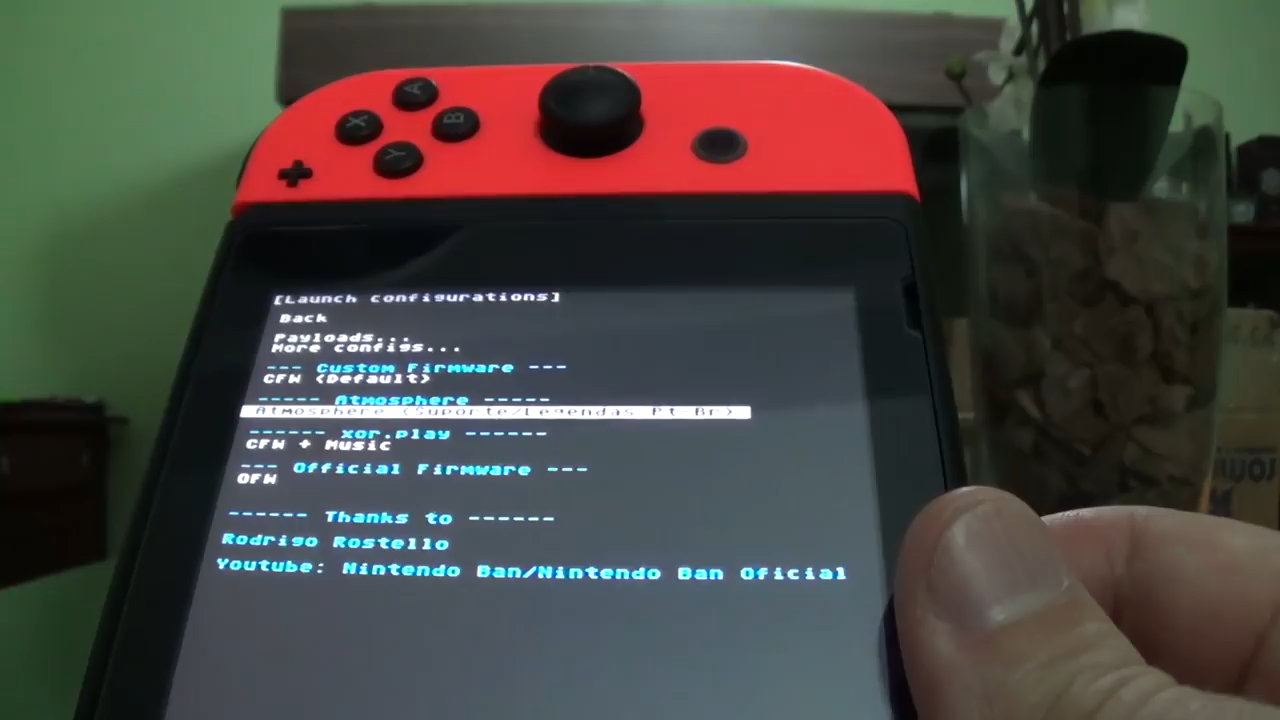 A
X
B
Y
[Launch configurations]
Back
Payloads...
More configs...
--- Custom Firmware ---
CFW (Default)
----- Atmosphere -----
Atmosphere (Suporte/Legendas Pt-Br)
------ xor.play ------
CFW + Music
--- Official Firmware ---
OFW
------ Thanks to ------
Rodrigo Rostello
Youtube: Nintendo Ban/Nintendo Ban Oficial